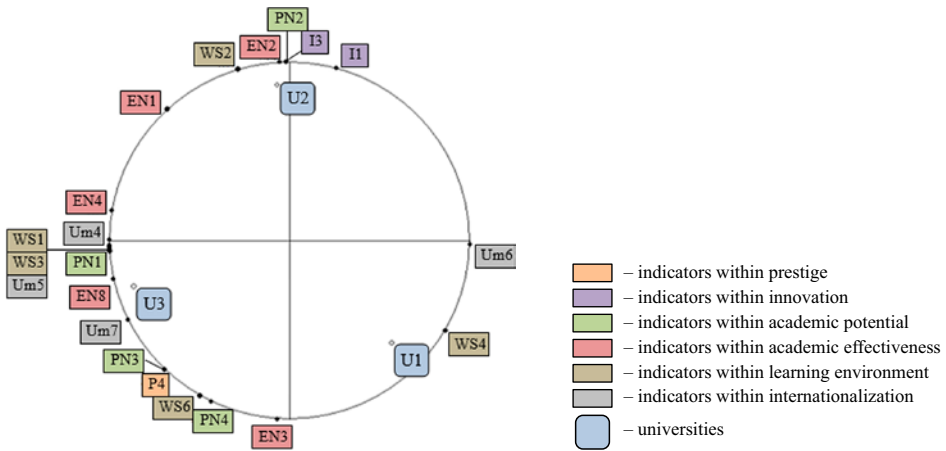 PN2
I3
EN2
WS2
I1
U2
EN1
EN4
Um4
WS1
WS3
PN1
Um5
Um6
EN8
U3
Um7
WS4
PN3
U1
P4
WS6
PN4
EN3
– indicators within prestige
– indicators within innovation
– indicators within academic potential
– indicators within academic effectiveness
– indicators within learning environment
– indicators within internationalization
– universities